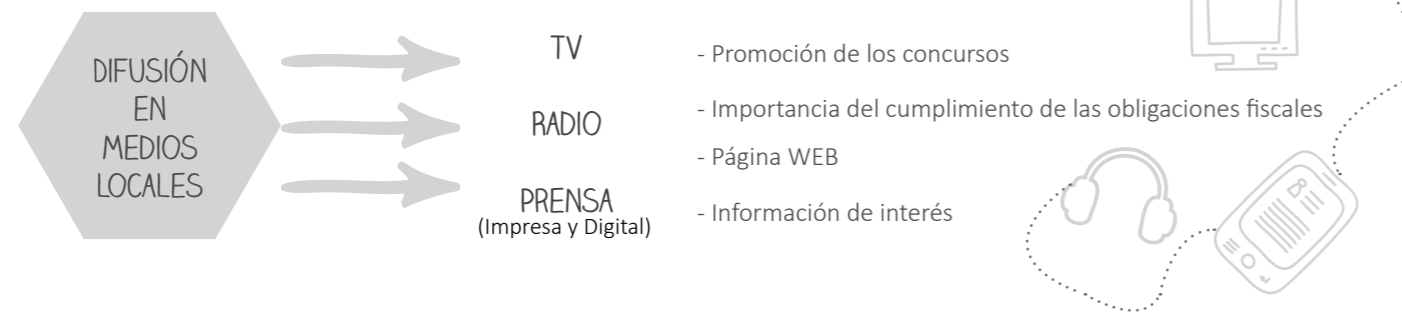 DIFUSIÓN
EN
MEDIOS
LOCALES
TV
RADIO
PRENSA
(Impresa y Digital)
- Promoción de los concursos
- Importancia del cumplimiento de las obligaciones fiscales
- Página WEB
- Información de interés